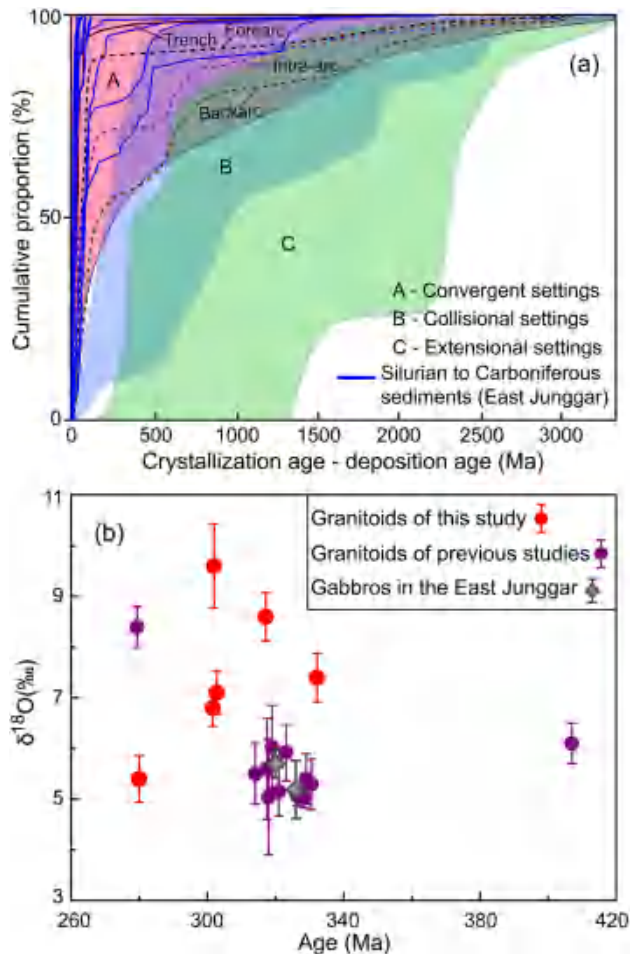 100
Trench
Forearc
(a)
A
Intra-arc
Backarc
B
50
C
A - Convergent settings
B - Collisional settings
C - Extensional settings
Silurian to Carboniferous
sediments (East Junggar)
0
Cumulative proportion (%)
0 500 1000 1500 2000 2500 3000
Crystallization age - deposition age (Ma)
11
(b)
Granitoids of this study
Granitoids of previous studies
Gabbros in the East Junggar
9
7
5
3
δ18O(‰)
260 300 340 380 420
Age (Ma)